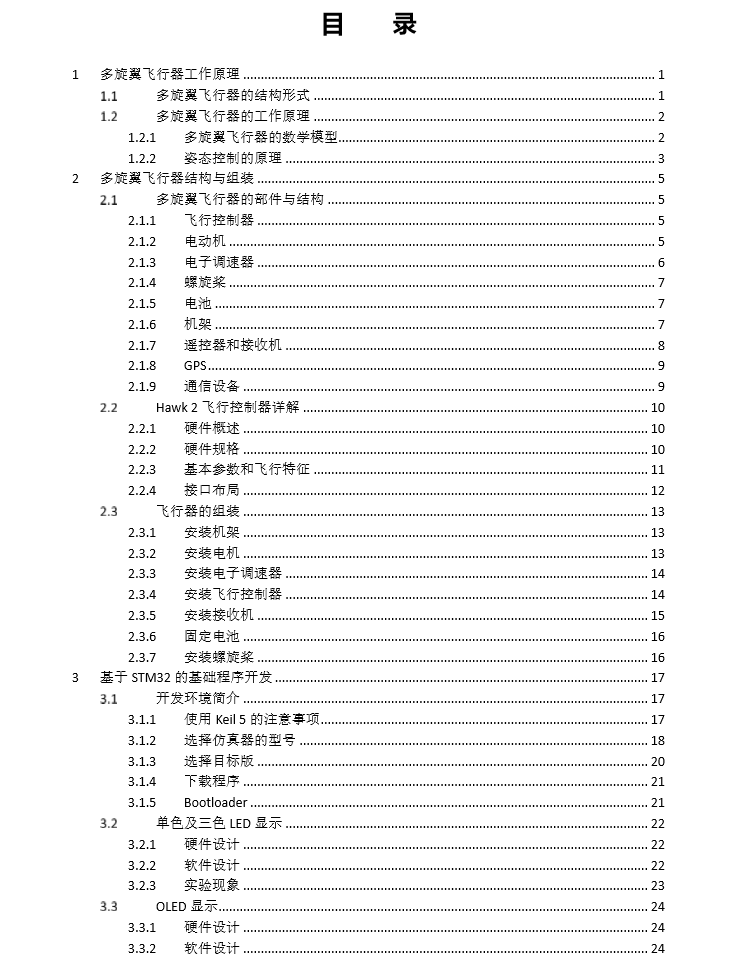 目 录
1 多旋翼飞行器工作原理 1
1.1 多旋翼飞行器的结构形式 1
1.2 多旋翼飞行器的工作原理 2
1.2.1 多旋翼飞行器的数学模型 2
1.2.2 姿态控制的原理 3
2 多旋翼飞行器结构与组装 5
2.1 多旋翼飞行器的部件与结构 5
2.1.1 飞行控制器 5
2.1.2 电动机 5
2.1.3 电子调速器 6
2.1.4 螺旋桨 7
2.1.5 电池 7
2.1.6 机架 7
2.1.7 遥控器和接收机 8
2.1.8 GPS 9
2.1.9 通信设备 9
2.2 Hawk 2 飞行控制器详解 10
2.2.1 硬件概述 10
2.2.2 硬件规格 10
2.2.3 基本参数和飞行特征 11
2.2.4 接口布局 12
2.3 飞行器的组装 13
2.3.1 安装机架 13
2.3.2 安装电机 13
2.3.3 安装电子调速器 14
2.3.4 安装飞行控制器 14
2.3.5 安装接收机 15
2.3.6 固定电池 16
2.3.7 安装螺旋桨 16
3 基于 STM32 的基础程序开发 17
3.1 开发环境简介 17
3.1.1 使用 Keil 5 的注意事项 17
3.1.2 选择仿真器的型号 18
3.1.3 选择目标版 20
3.1.4 下载程序 21
3.1.5 Bootloader 21
3.2 单色及三色 LED 显示 22
3.2.1 硬件设计 22
3.2.2 软件设计 22
3.2.3 实验现象 23
3.3 OLED 显示 24
3.3.1 硬件设计 24
3.3.2 软件设计 24